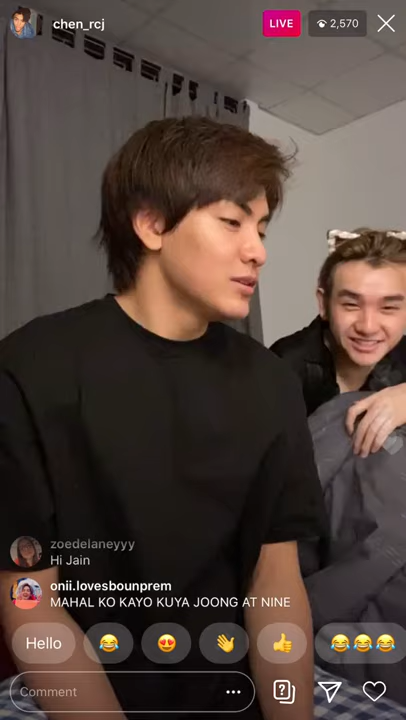 chen_rcj
LIVE
2,570
zoedelaneyyy
Hi Jain
onii.lovesbounprem
MAHAL KO KAYO KUYA JOONG AT NINE
Hello
Comment